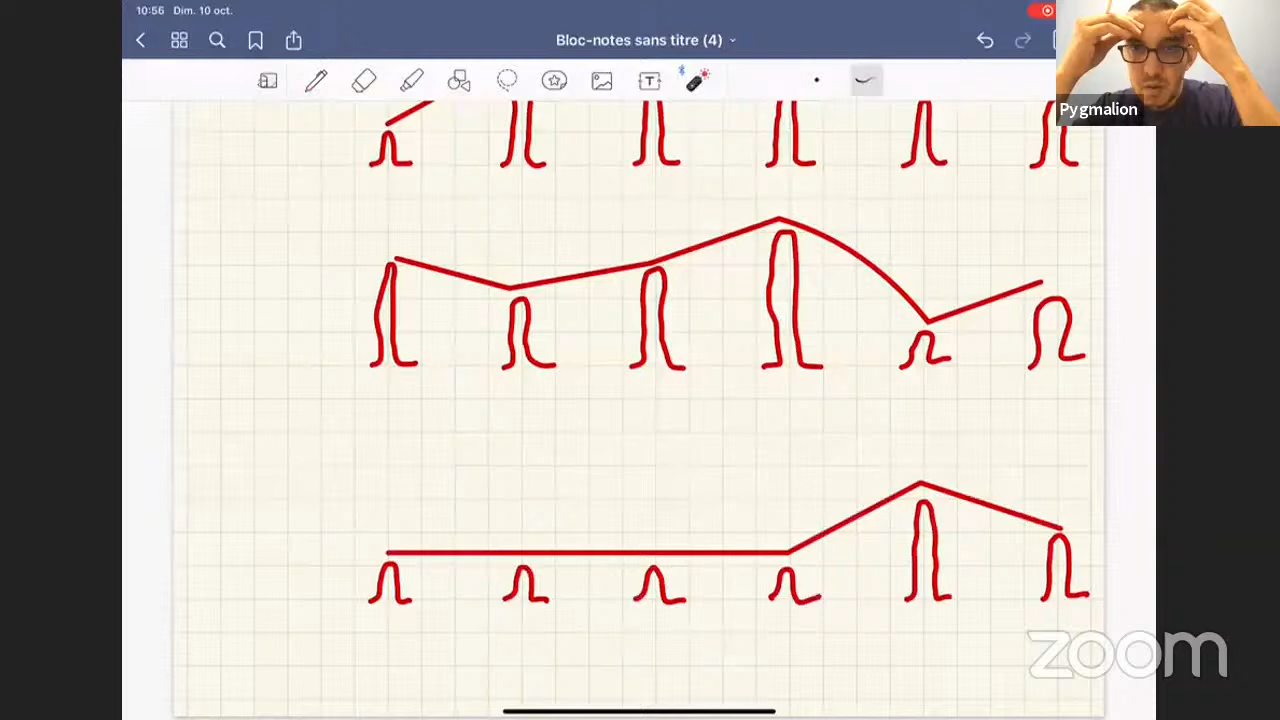 10:56 Dim. 10 oct.
Bloc-notes sans titre (4)
T
Pygmalion
zoom